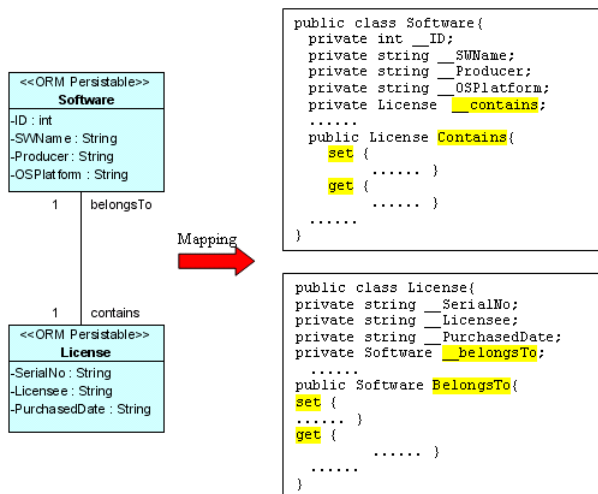 <<ORM Persistable>>
Software
-ID : int
-SWName : String
-Producer : String
-OSPlatform : String
1
belongsTo
1
contains
<<ORM Persistable>>
License
-SerialNo : String
-Licensee : String
-PurchasedDate : String
Mapping
public class Software{
private int __ID;
private string __SWName;
private string __Producer;
private string __OSPlatform;
private License __contains;
......
public License Contains{
set {
...... }
get {
...... }
......
}
public class License{
private string __SerialNo;
private string __Licensee;
private string __PurchasedDate;
private Software __belongsTo;
......
public Software BelongsTo{
set {
...... }
get {
...... }
......
}